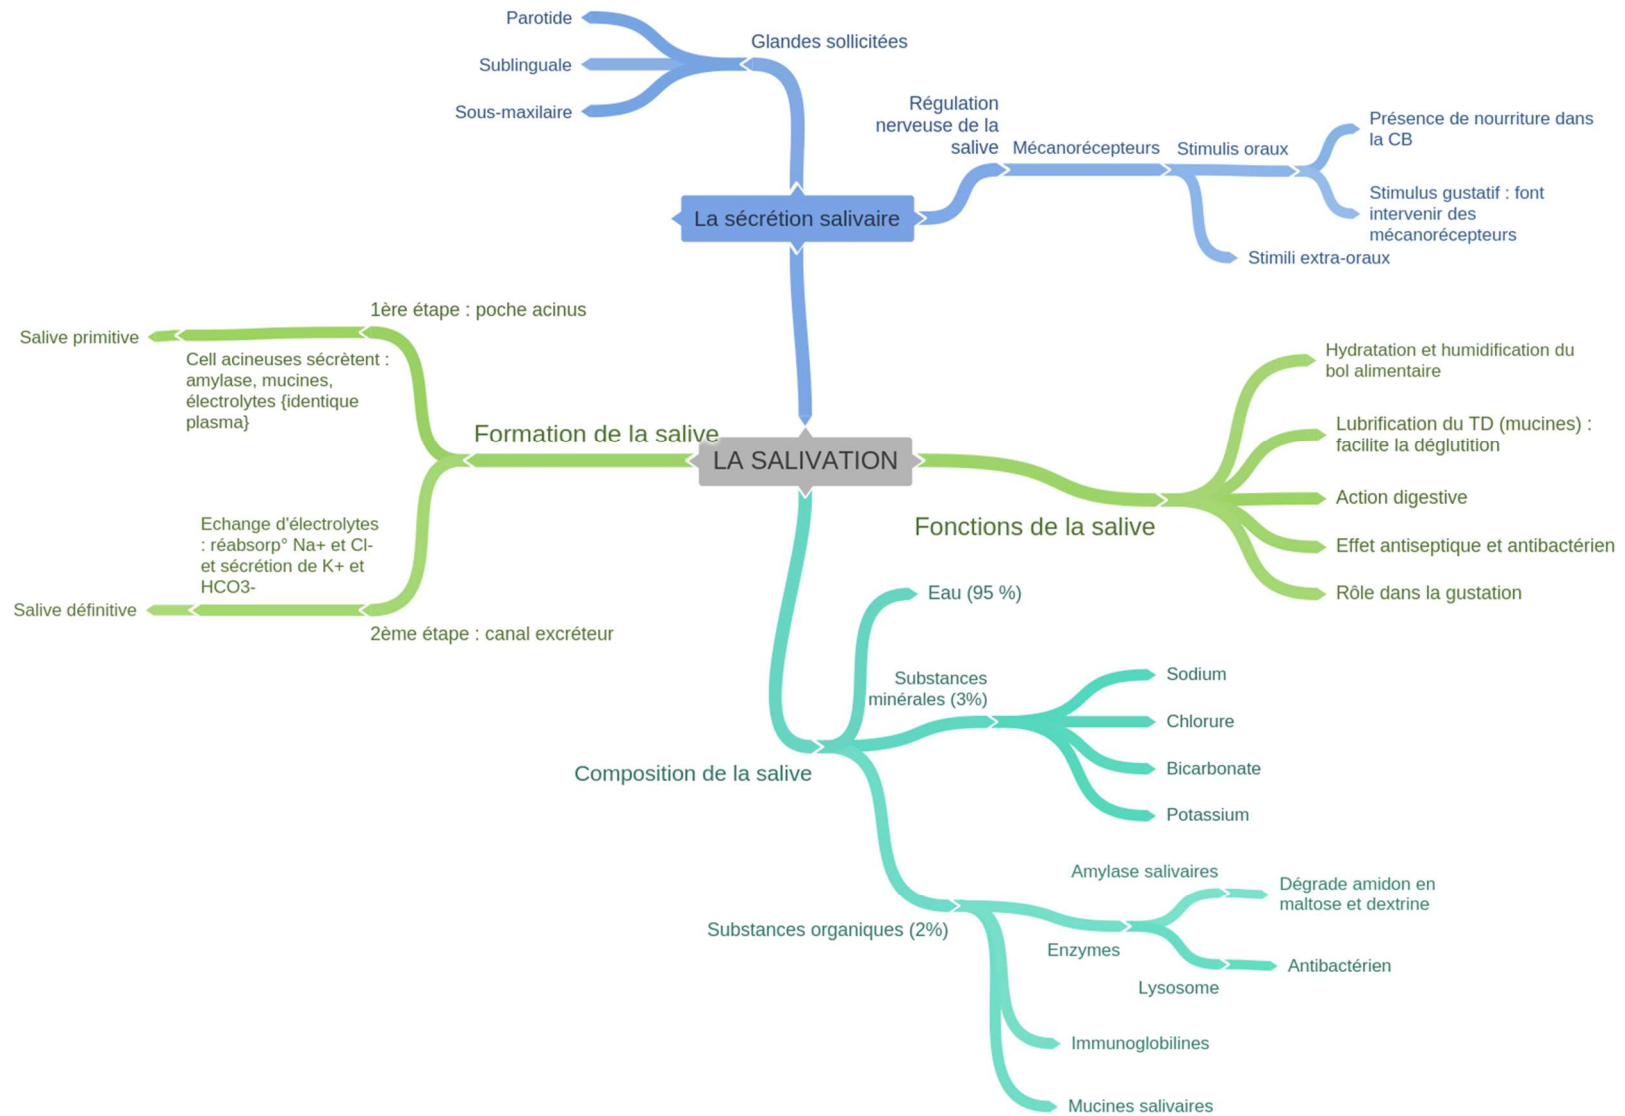 Parotide
Sublinguale
Sous-maxilaire
Glandes sollicitées
La sécrétion salivaire
Régulation
nerveuse de la
salive
Mécanorécepteurs
Stimulis oraux
Présence de nourriture dans
la CB
Stimulus gustatif : font
intervenir des
mécanorécepteurs
Stimili extra-oraux
LA SALIVATION
Formation de la salive
1ère étape : poche acinus
Cell acineuses sécrètent :
amylase, mucines,
électrolytes {identique
plasma}
Salive primitive
2ème étape : canal excréteur
Echange d'électrolytes
: réabsorp° Na+ et Cl-
et sécrétion de K+ et
HCO3-
Salive définitive
Fonctions de la salive
Hydratation et humidification du
bol alimentaire
Lubrification du TD (mucines) :
facilite la déglutition
Action digestive
Effet antiseptique et antibactérien
Rôle dans la gustation
Composition de la salive
Eau (95 %)
Substances
minérales (3%)
Sodium
Chlorure
Bicarbonate
Potassium
Substances organiques (2%)
Enzymes
Amylase salivaires
Dégrade amidon en
maltose et dextrine
Lysosome
Antibactérien
Immunoglobilines
Mucines salivaires